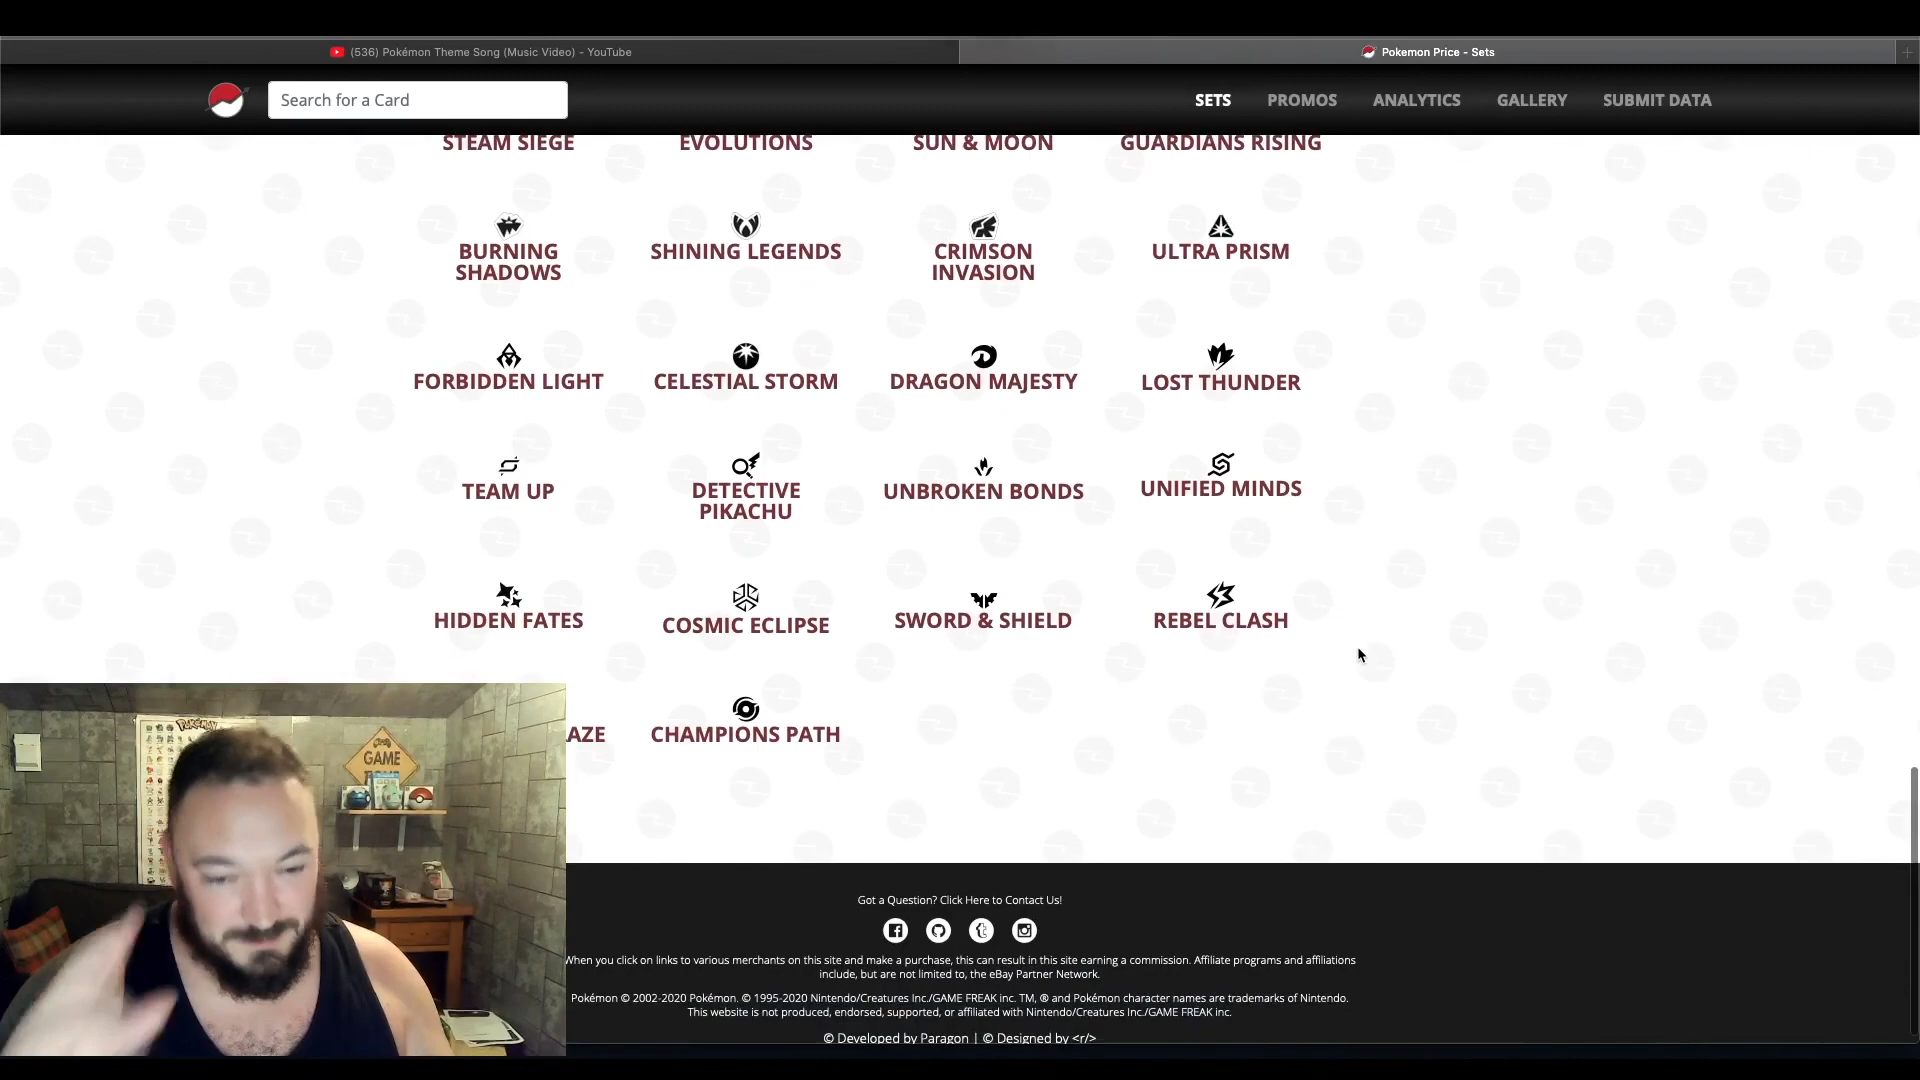 (536) Pokémon Theme Song (Music Video) - YouTube
Pokemon Price - Sets
Search for a Card
SETS
PROMOS
ANALYTICS
GALLERY
SUBMIT DATA
STEAM SIEGE
EVOLUTIONS
SUN & MOON
GUARDIANS RISING
BURNING
SHADOWS
SHINING LEGENDS
CRIMSON
INVASION
ULTRA PRISM
FORBIDDEN LIGHT
CELESTIAL STORM
DRAGON MAJESTY
LOST THUNDER
TEAM UP
DETECTIVE
PIKACHU
UNBROKEN BONDS
UNIFIED MINDS
HIDDEN FATES
COSMIC ECLIPSE
SWORD & SHIELD
REBEL CLASH
AZE
CHAMPIONS PATH
POKéMON
GAME
Got a Question? Click Here to Contact Us!
When you click on links to various merchants on this site and make a purchase, this can result in this site earning a commission. Affiliate programs and affiliations
include, but are not limited to, the eBay Partner Network.
Pokémon © 2002-2020 Pokémon. © 1995-2020 Nintendo/Creatures Inc./GAME FREAK inc. TM, ® and Pokémon character names are trademarks of Nintendo.
This website is not produced, endorsed, supported, or affiliated with Nintendo/Creatures Inc./GAME FREAK inc.
© Developed by Paragon | © Designed by <r/>